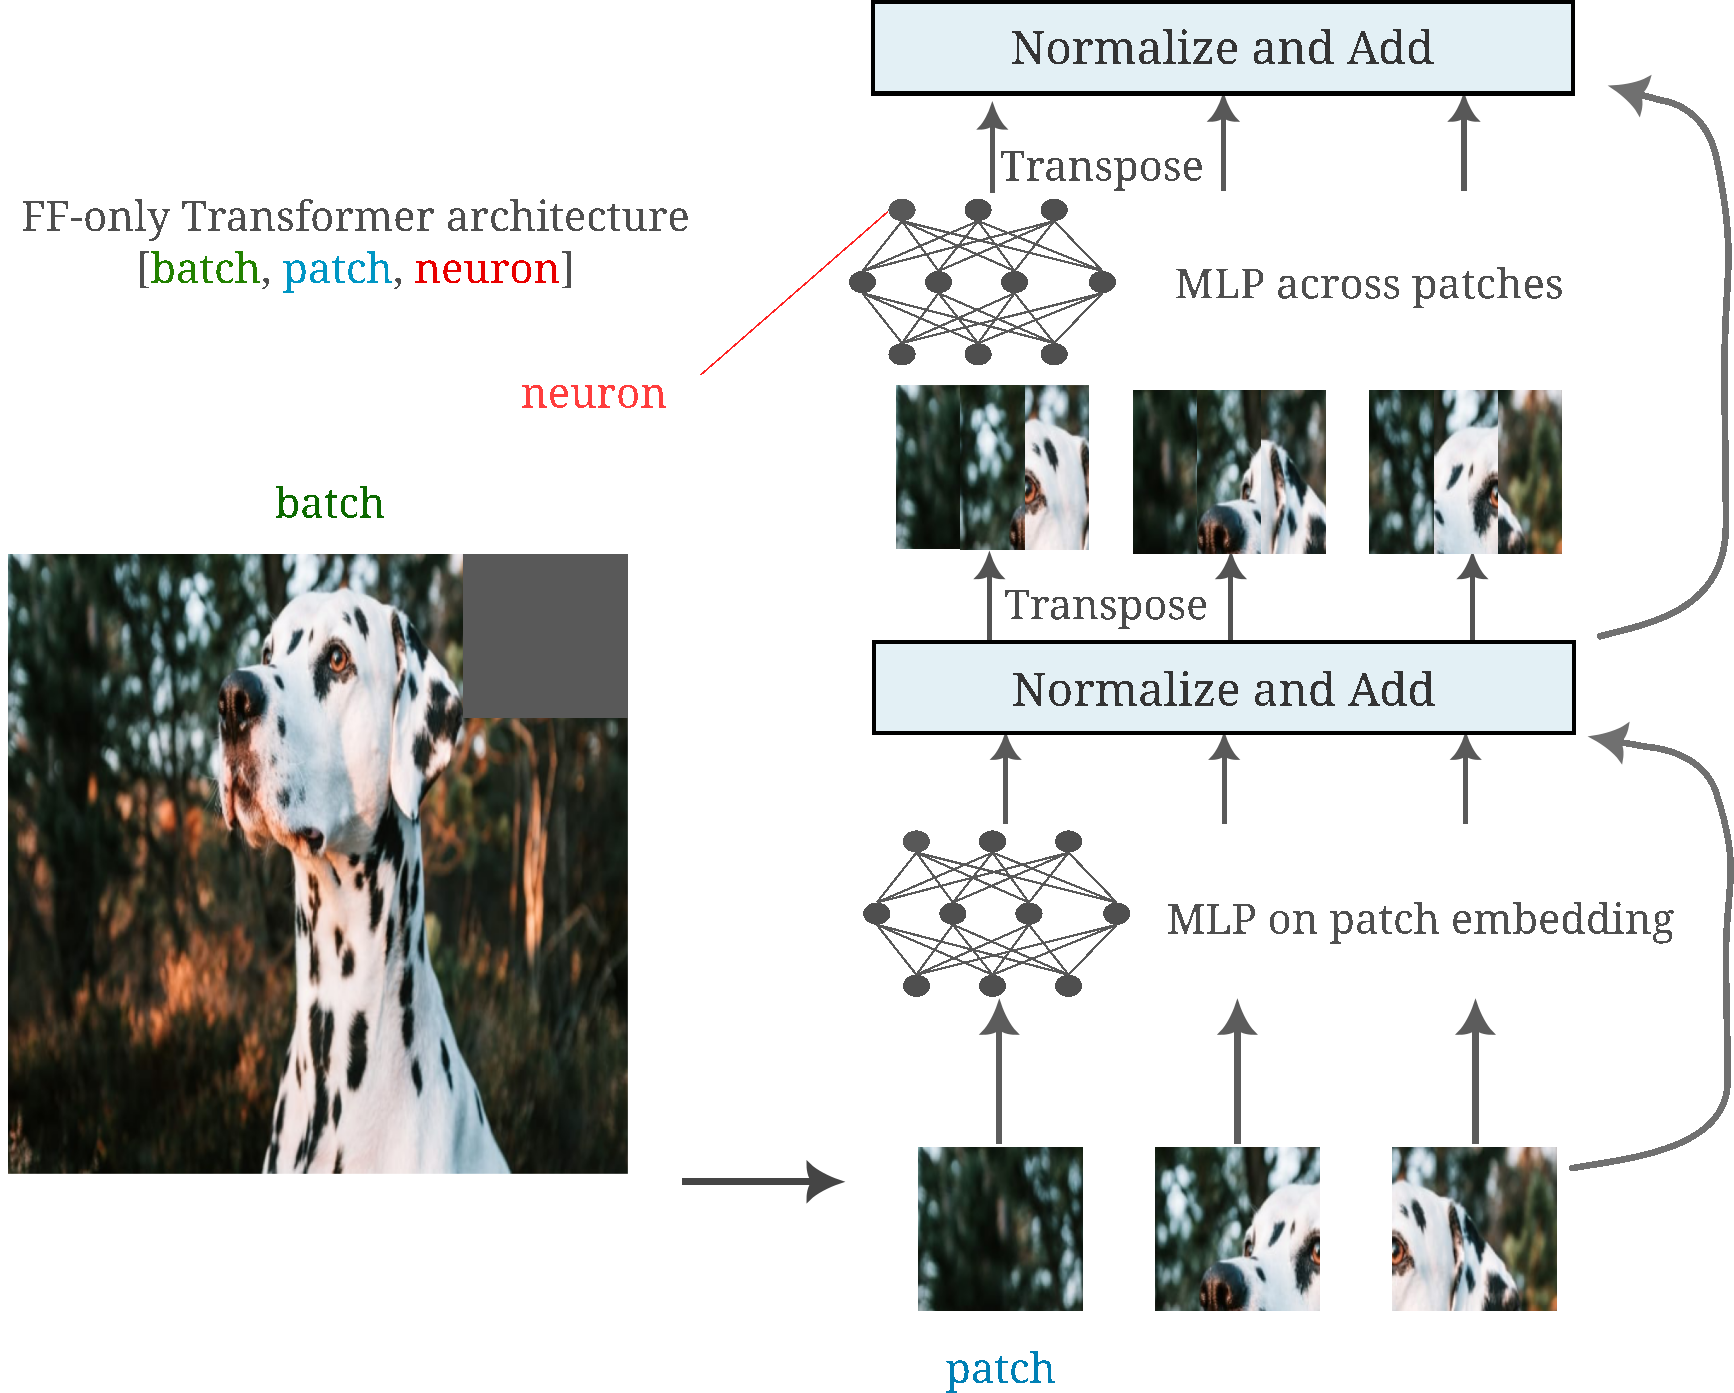 Normalize and Add
Transpose
FF-only Transformer architecture
[batch, patch, neuron]
MLP across patches
neuron
batch
Transpose
Normalize and Add
MLP on patch embedding
patch